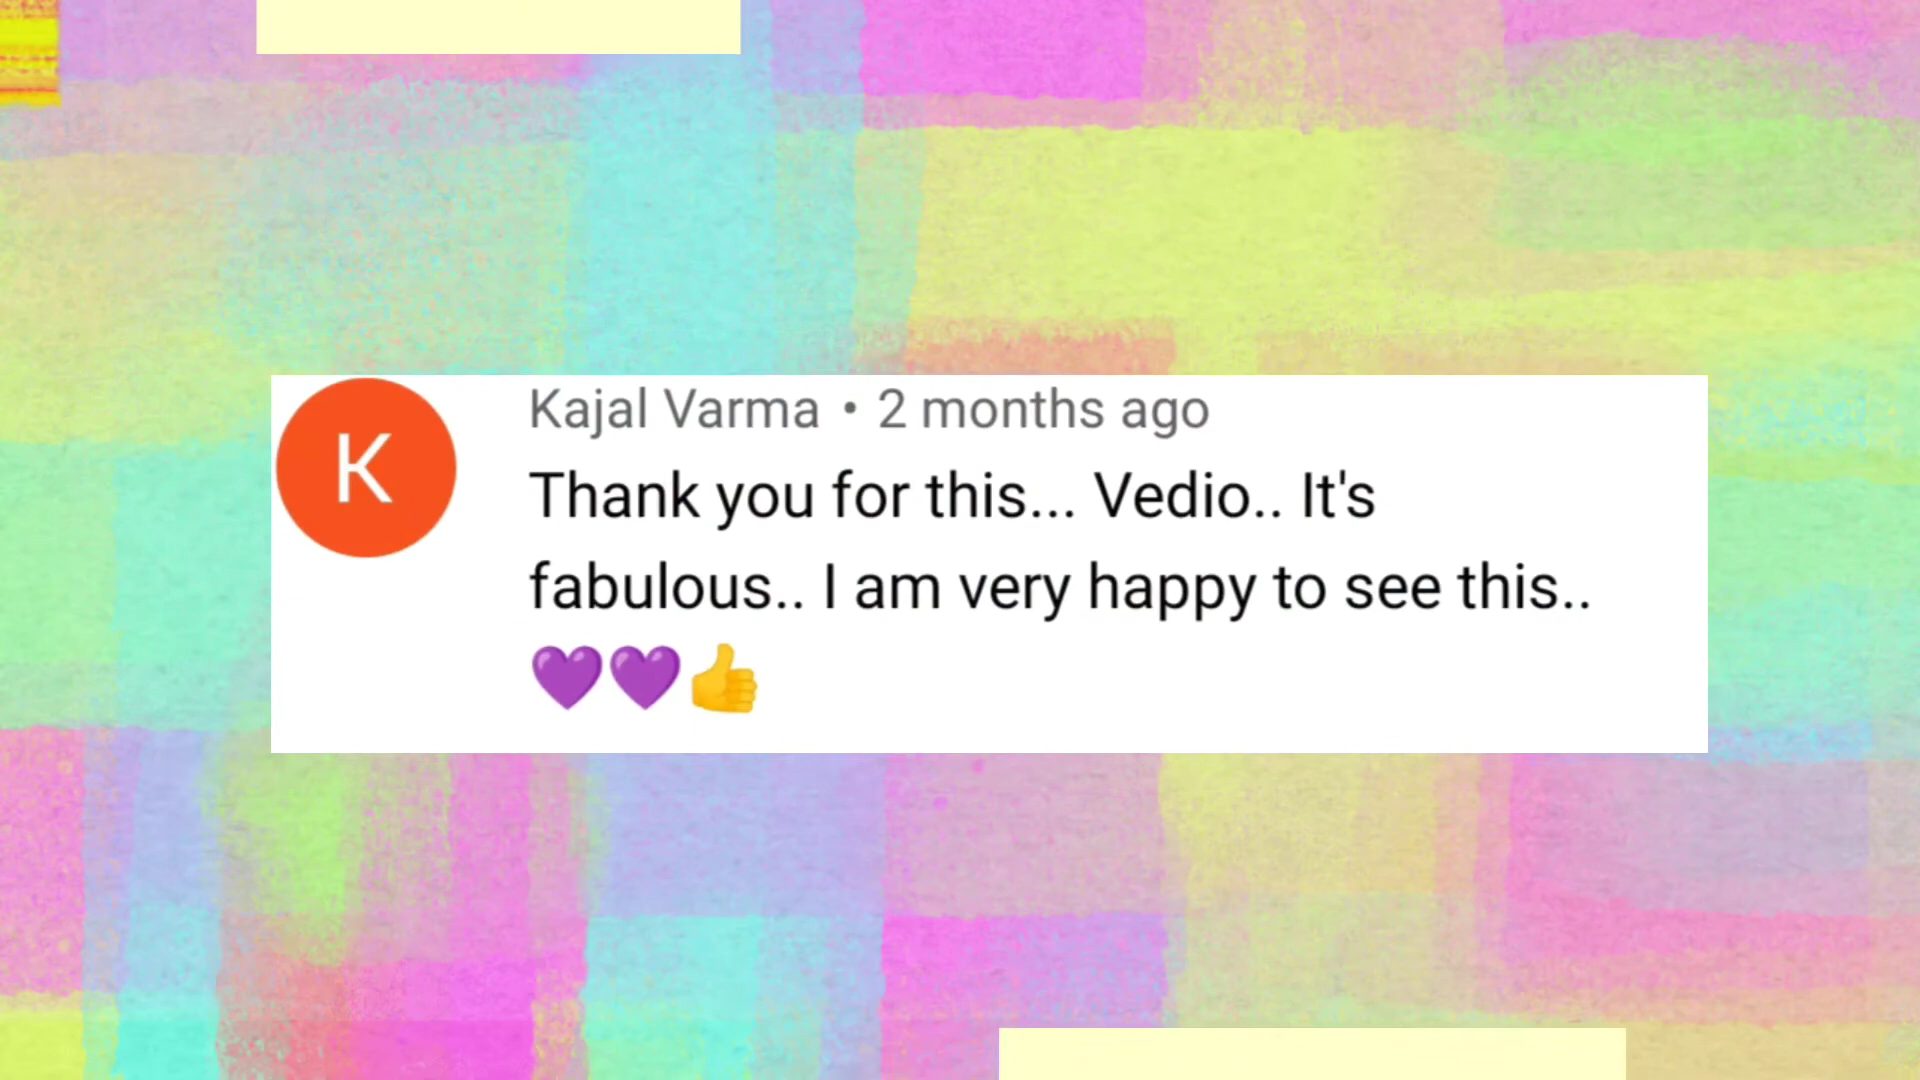 K
Kajal Varma • 2 months ago
Thank you for this... Vedio.. It's
fabulous.. I am very happy to see this..
💜💜👍